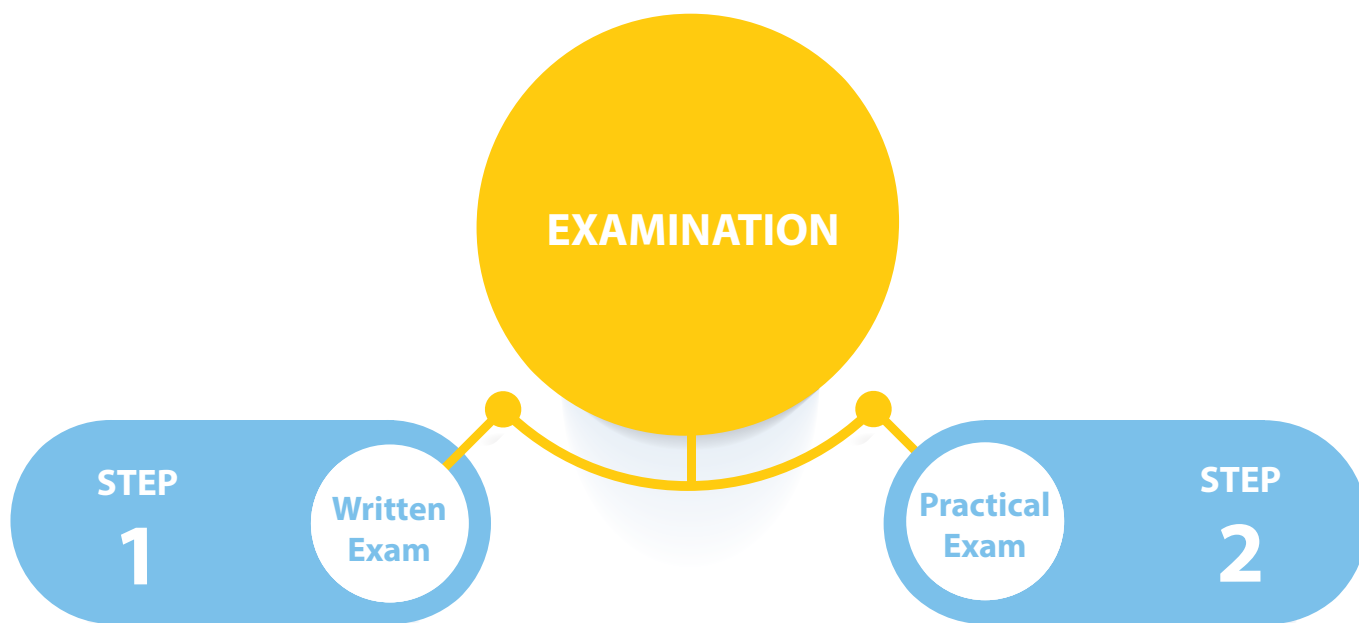 EXAMINATION
STEP
1
Written
Exam
Practical
Exam
STEP
2